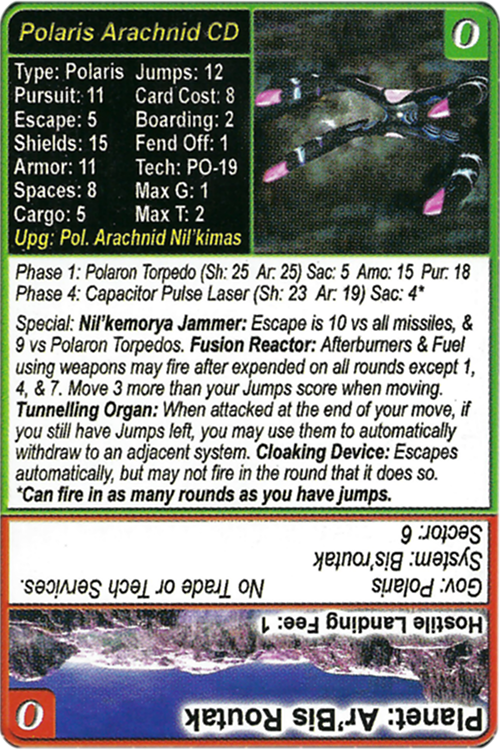 Polaris Arachnid CD
0
Type: Polaris Jumps: 12
Pursuit: 11 Card Cost: 8
Escape: 5 Boarding: 2
Shields: 15 Fend Off: 1
Armor: 11 Tech: PO-19
Spaces: 8 Max G: 1
Cargo: 5 Max T: 2
Upg: Pol. Arachnid Nil'kimas
Phase 1: Polaron Torpedo (Sh: 25 Ar: 25) Sac: 5 Amo: 15 Pur: 18
Phase 4: Capacitor Pulse Laser (Sh: 23 Ar: 19) Sac: 4*
Special: Nil'kemorya Jammer: Escape is 10 vs all missiles, &
9 vs Polaron Torpedos. Fusion Reactor: Afterburners & Fuel
using weapons may fire after expended on all rounds except 1,
4, & 7. Move 3 more than your Jumps score when moving.
Tunnelling Organ: When attacked at the end of your move, if
you still have Jumps left, you may use them to automatically
withdraw to an adjacent system. Cloaking Device: Escapes
automatically, but may not fire in the round that it does so.
*Can fire in as many rounds as you have jumps.
Planet: Ar'Bis Routak
0
Hostile Landing Fee: 1
Gov: Polaris No Trade or Tech Services.
System: Bis'routak
Sector: 6